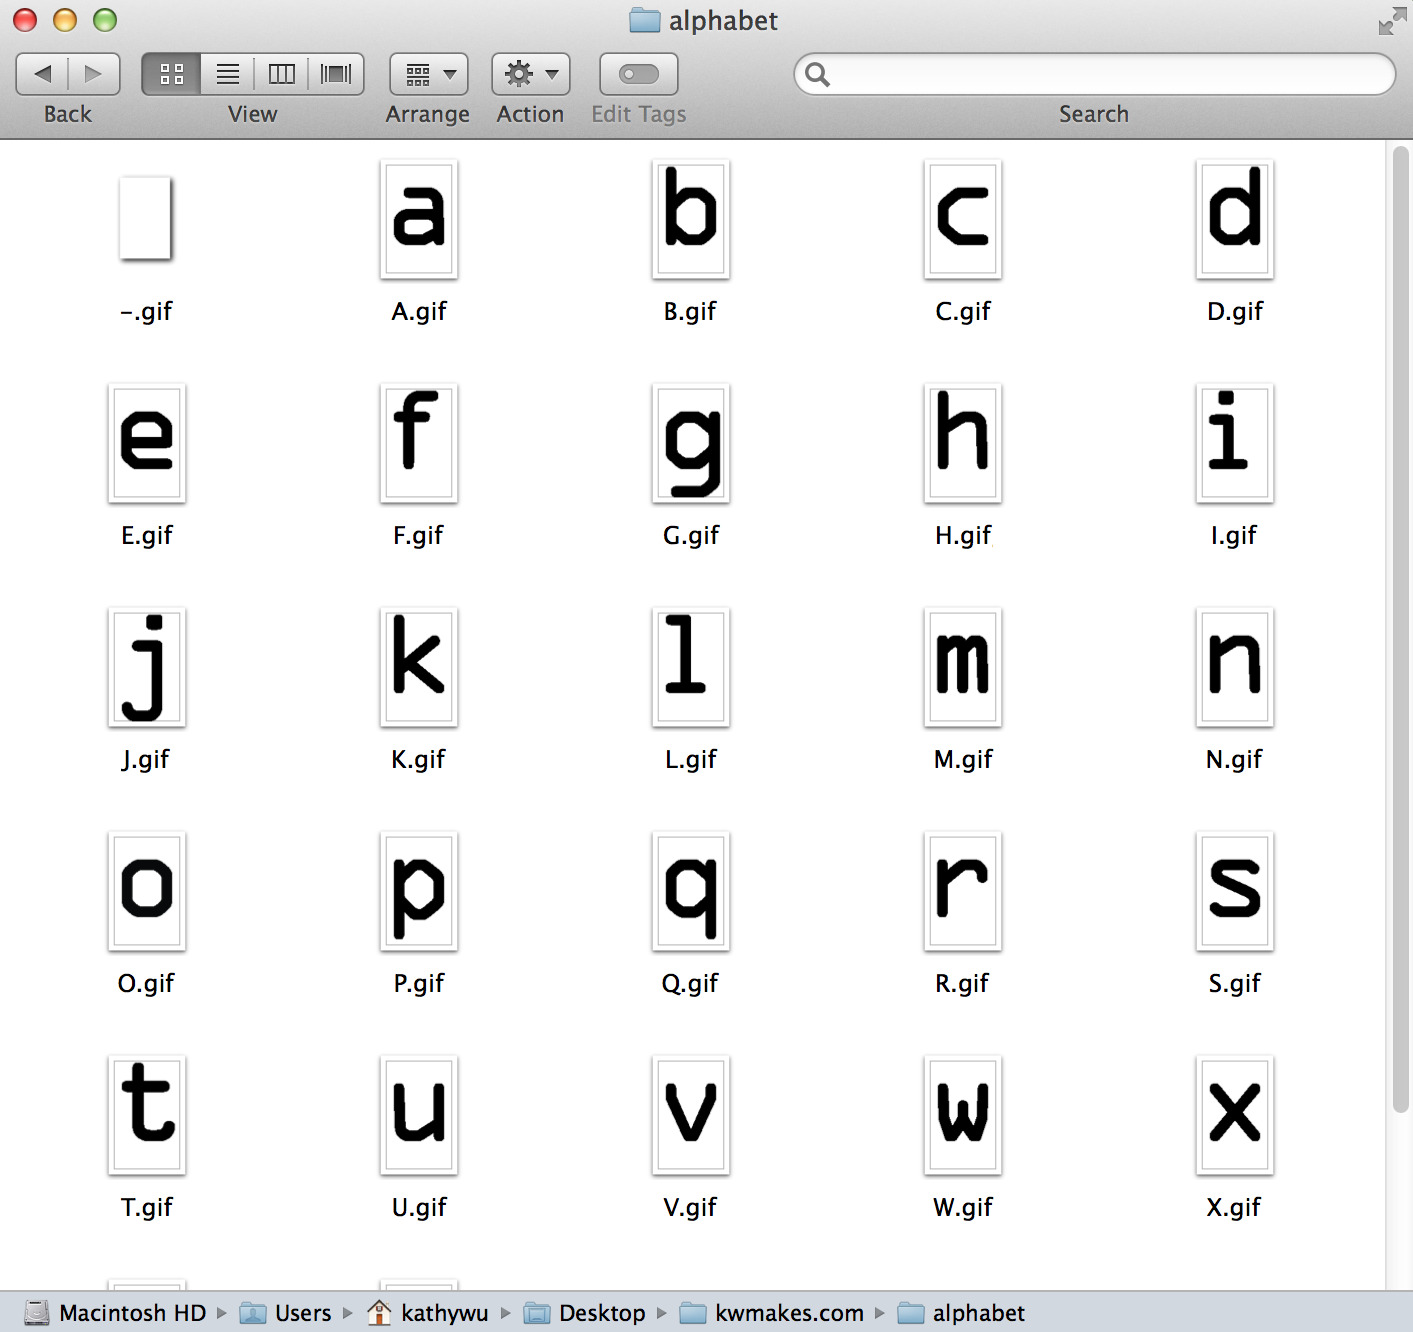 alphabet
Back View Arrange Action Edit Tags Search
a b c d
-.gif A.gif B.gif C.gif D.gif
e f g h i
E.gif F.gif G.gif H.gif I.gif
j k l m n
J.gif K.gif L.gif M.gif N.gif
o p q r s
O.gif P.gif Q.gif R.gif S.gif
t u v w x
T.gif U.gif V.gif W.gif X.gif
Macintosh HD Users kathywu Desktop kwmakes.com alphabet